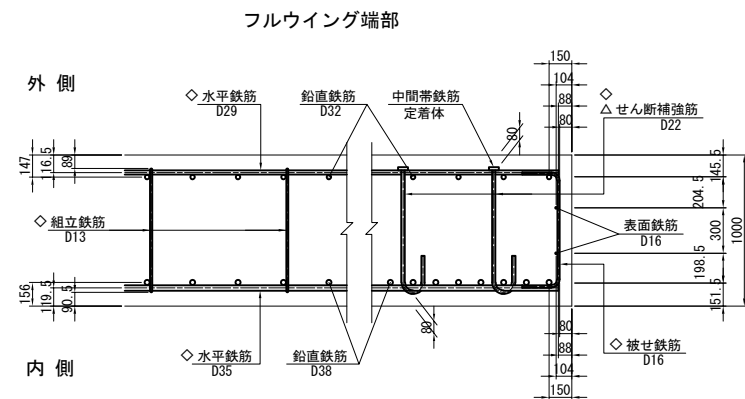 フルウイング端部
外 側
150
104
88
80
◇ 水平鉄筋
D29
鉛直鉄筋
D32
中間帯鉄筋
定着体
80
◇
△ せん断補強筋
D22
147
16.5
89
145.5
204.5
300
198.5
151.5
1000
◇ 組立鉄筋
D13
表面鉄筋
D16
156
19.5
90.5
80
80
88
104
150
◇ 水平鉄筋
D35
鉛直鉄筋
D38
◇ 被せ鉄筋
D16
内 側